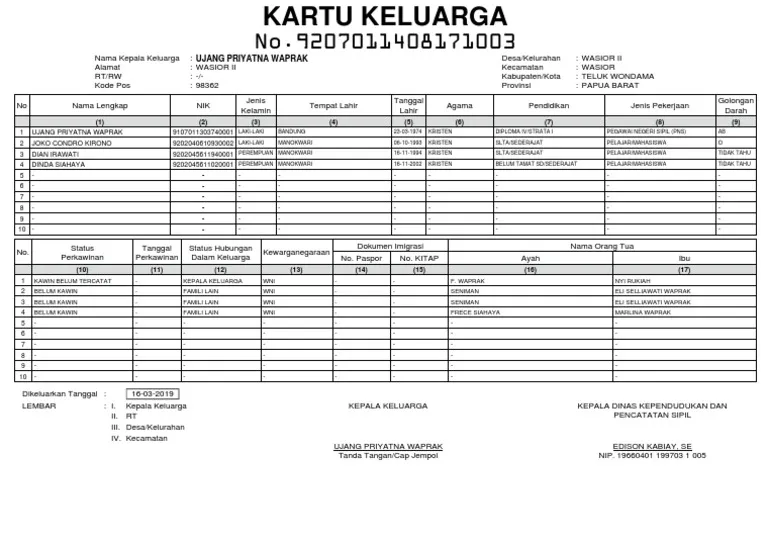 KARTU KELUARGA
No.9207011408171003
Nama Kepala Keluarga : UJANG PRIYATNA WAPRAK
Alamat : WASIOR II
RT/RW : -/-
Kode Pos : 98362
Desa/Kelurahan : WASIOR II
Kecamatan : WASIOR
Kabupaten/Kota : TELUK WONDAMA
Provinsi : PAPUA BARAT
No Nama Lengkap NIK Jenis Kelamin Tempat Lahir Tanggal Lahir Agama Pendidikan Jenis Pekerjaan Golongan Darah
(1) (2) (3) (4) (5) (6) (7) (8) (9)
1 UJANG PRIYATNA WAPRAK 9107011303740001 LAKI-LAKI BANDUNG 23-03-1974 KRISTEN DIPLOMA IV/STRATA I PEGAWAI NEGERI SIPIL (PNS) AB
2 JOKO CONDRO KIRONO 9202040610930002 LAKI-LAKI MANOKWARI 06-10-1993 KRISTEN SLTA/SEDERAJAT PELAJAR/MAHASISWA O
3 DIAN IRAWATI 9202045611940001 PEREMPUAN MANOKWARI 16-11-1994 KRISTEN SLTA/SEDERAJAT PELAJAR/MAHASISWA TIDAK TAHU
4 DINDA SIAHAYA 9202045611020001 PEREMPUAN MANOKWARI 16-11-2002 KRISTEN BELUM TAMAT SD/SEDERAJAT PELAJAR/MAHASISWA TIDAK TAHU
5 - - - - - - - - -
6 - - - - - - - - -
7 - - - - - - - - -
8 - - - - - - - - -
9 - - - - - - - - -
10 - - - - - - - - -
No. Status Perkawinan Tanggal Perkawinan Status Hubungan Dalam Keluarga Kewarganegaraan Dokumen Imigrasi Nama Orang Tua
No. Paspor No. KITAP Ayah Ibu
(10) (11) (12) (13) (14) (15) (16) (17)
1 KAWIN BELUM TERCATAT - KEPALA KELUARGA WNI - - F. WAPRAK NYI RUKIAH
2 BELUM KAWIN - FAMILI LAIN WNI - - SENIMAN ELI SELLIAWATI WAPRAK
3 BELUM KAWIN - FAMILI LAIN WNI - - SENIMAN ELI SELLIAWATI WAPRAK
4 BELUM KAWIN - FAMILI LAIN WNI - - FRECE SIAHAYA MARLINA WAPRAK
5 - - - - - - - -
6 - - - - - - - -
7 - - - - - - - -
8 - - - - - - - -
9 - - - - - - - -
10 - - - - - - - -
Dikeluarkan Tanggal : 16-03-2019
LEMBAR : I. Kepala Keluarga
II. RT
III. Desa/Kelurahan
IV. Kecamatan
KEPALA KELUARGA
UJANG PRIYATNA WAPRAK
Tanda Tangan/Cap Jempol
KEPALA DINAS KEPENDUDUKAN DAN
PENCATATAN SIPIL
EDISON KABIAY, SE
NIP. 19660401 199703 1 005